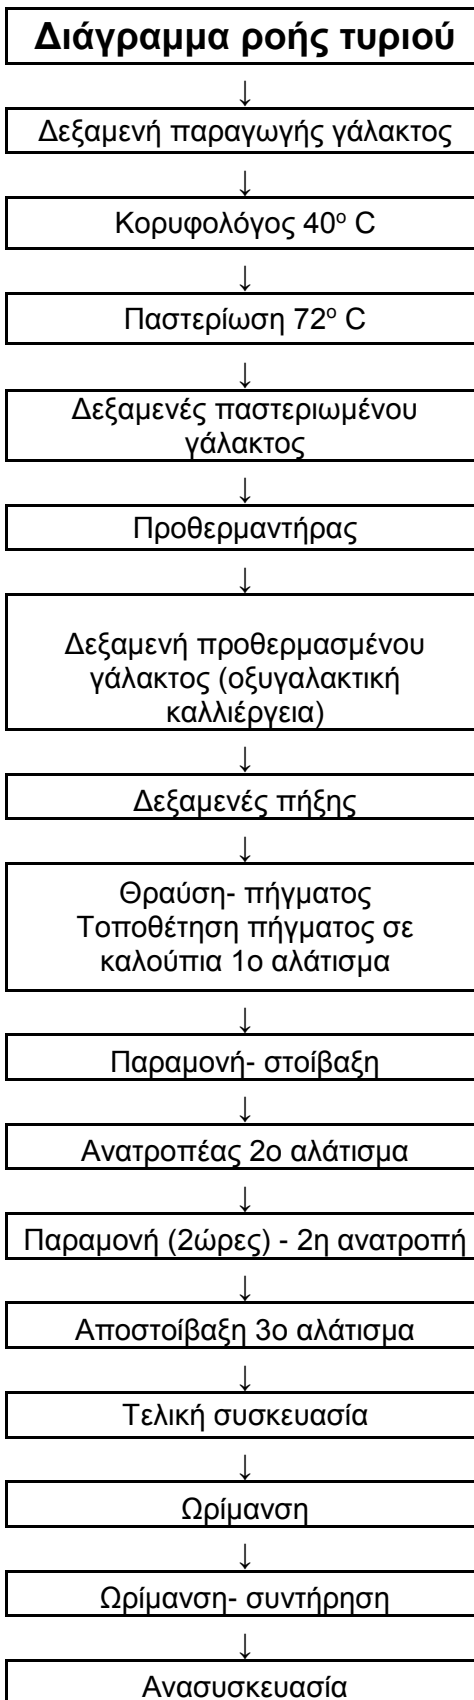 Διάγραμμα ροής τυριού
↓
Δεξαμενή παραγωγής γάλακτος
↓
Κορυφολόγος 40º C
↓
Παστερίωση 72º C
↓
Δεξαμενές παστεριωμένου
γάλακτος
↓
Προθερμαντήρας
↓
Δεξαμενή προθερμασμένου
γάλακτος (οξυγαλακτική
καλλιέργεια)
↓
Δεξαμενές πήξης
↓
Θραύση- πήγματος
Τοποθέτηση πήγματος σε
καλούπια 1ο αλάτισμα
↓
Παραμονή- στοίβαξη
↓
Ανατροπέας 2ο αλάτισμα
↓
Παραμονή (2ώρες) - 2η ανατροπή
↓
Αποστοίβαξη 3ο αλάτισμα
↓
Τελική συσκευασία
↓
Ωρίμανση
↓
Ωρίμανση- συντήρηση
↓
Ανασυσκευασία